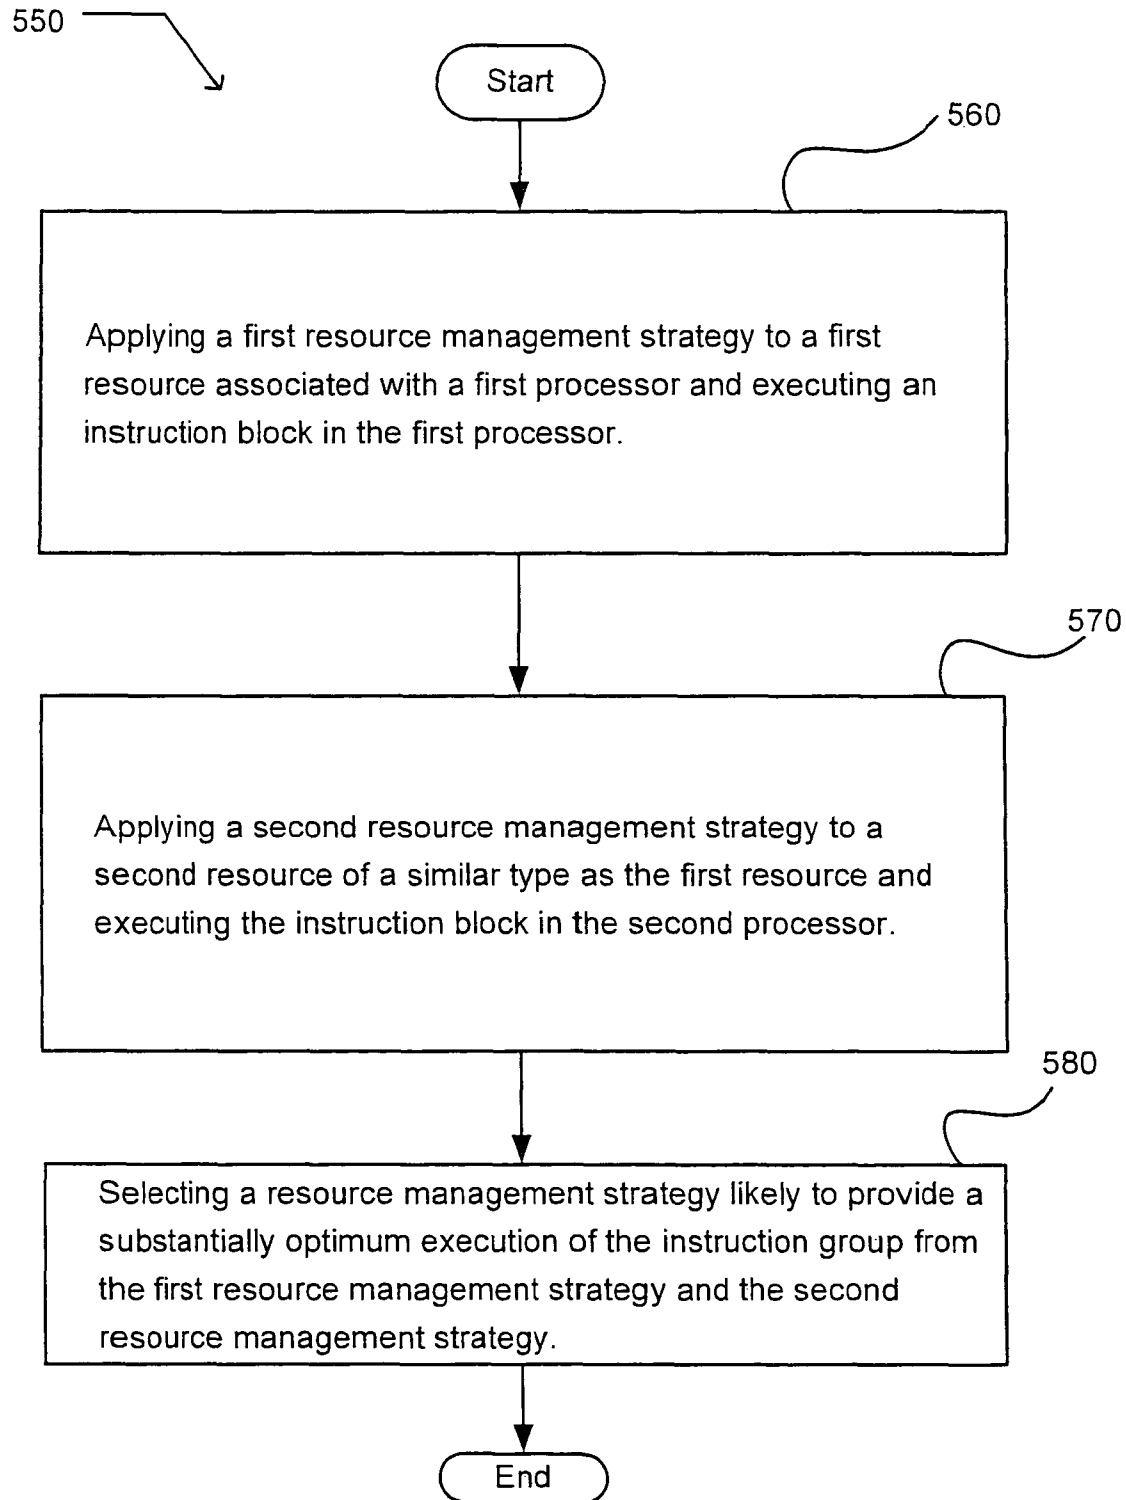 550
Start
560
Applying a first resource management strategy to a first
resource associated with a first processor and executing an
instruction block in the first processor.
570
Applying a second resource management strategy to a
second resource of a similar type as the first resource and
executing the instruction block in the second processor.
580
Selecting a resource management strategy likely to provide a
substantially optimum execution of the instruction group from
the first resource management strategy and the second
resource management strategy.
End